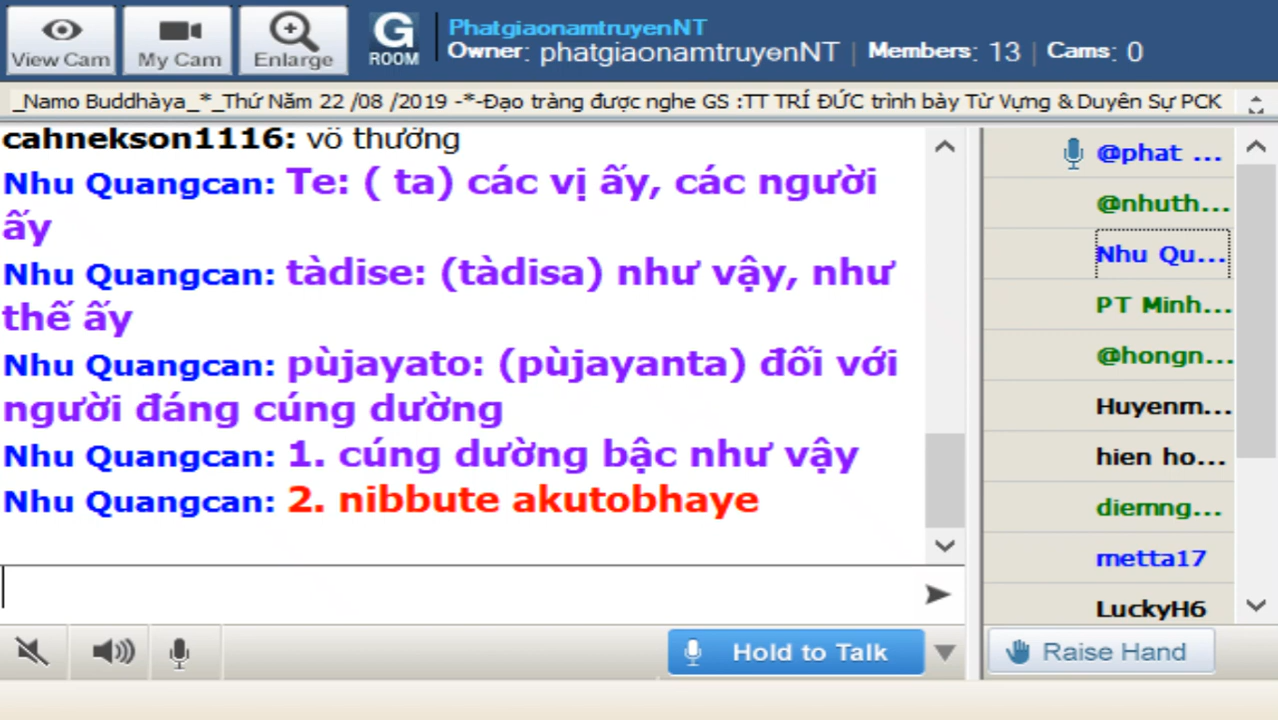 View Cam
My Cam
Enlarge
G
ROOM
PhatgiaonamtruyenNT
Owner: phatgiaonamtruyenNT | Members: 13 | Cams: 0
_Namo Buddhàya_*_Thứ Năm 22 /08 /2019 -*-Đạo tràng được nghe GS :TT TRÍ ĐỨC trình bày Từ Vựng & Duyên Sự PCK
cahnekson1116: vô thưởng
Nhu Quangcan: Te: ( ta) các vị ấy, các người
ấy
Nhu Quangcan: tàdise: (tàdisa) như vậy, như
thế ấy
Nhu Quangcan: pùjayato: (pùjayanta) đối với
người đáng cúng dường
Nhu Quangcan: 1. cúng dường bậc như vậy
Nhu Quangcan: 2. nibbute akutobhaye
@phat ...
@nhuth...
Nhu Qu...
PT Minh...
@hongn...
Huyenm...
hien ho...
diemng...
metta17
LuckyH6
Hold to Talk
Raise Hand